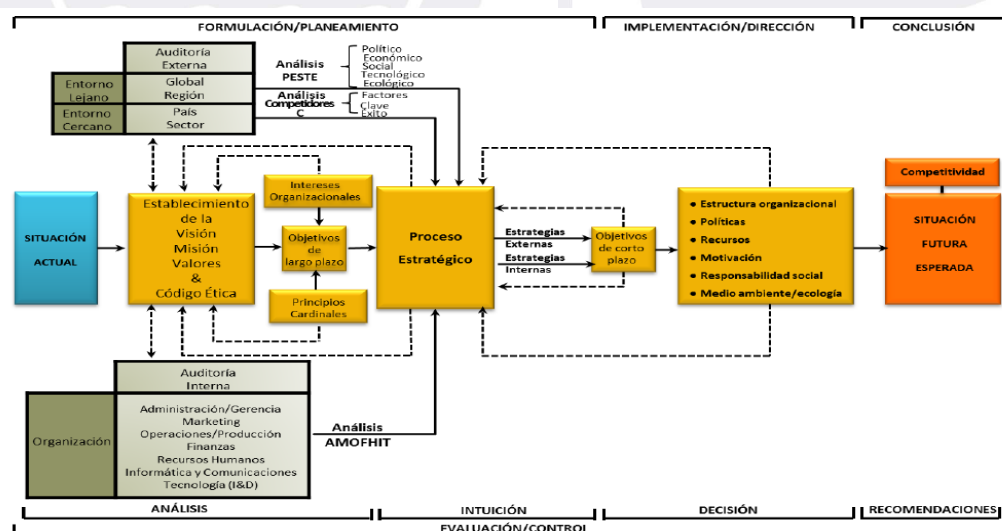 FORMULACIÓN/PLANEAMIENTO
IMPLEMENTACIÓN/DIRECCIÓN
CONCLUSIÓN
Auditoría
Externa
Entorno
Lejano
Global
Región
Entorno
Cercano
País
Sector
Análisis
PESTE
Político
Económico
Social
Tecnológico
Ecológico
Análisis
Competidores
C
Factores
Clave
Éxito
SITUACIÓN
ACTUAL
Establecimiento
de la
Visión
Misión
Valores
&
Código Ética
Intereses
Organizacionales
Objetivos de
largo plazo
Principios
Cardinales
Proceso
Estratégico
Estrategias
Externas
Estrategias
Internas
Objetivos
de corto
plazo
• Estructura organizacional
• Políticas
• Recursos
• Motivación
• Responsabilidad social
• Medio ambiente/ecología
Competitividad
SITUACIÓN
FUTURA
ESPERADA
Auditoría
Interna
Organización
Administración/Gerencia
Marketing
Operaciones/Producción
Finanzas
Recursos Humanos
Informática y Comunicaciones
Tecnología (I&D)
Análisis
AMOFHIT
ANÁLISIS
INTUICIÓN
DECISIÓN
RECOMENDACIONES
EVALUACIÓN/CONTROL